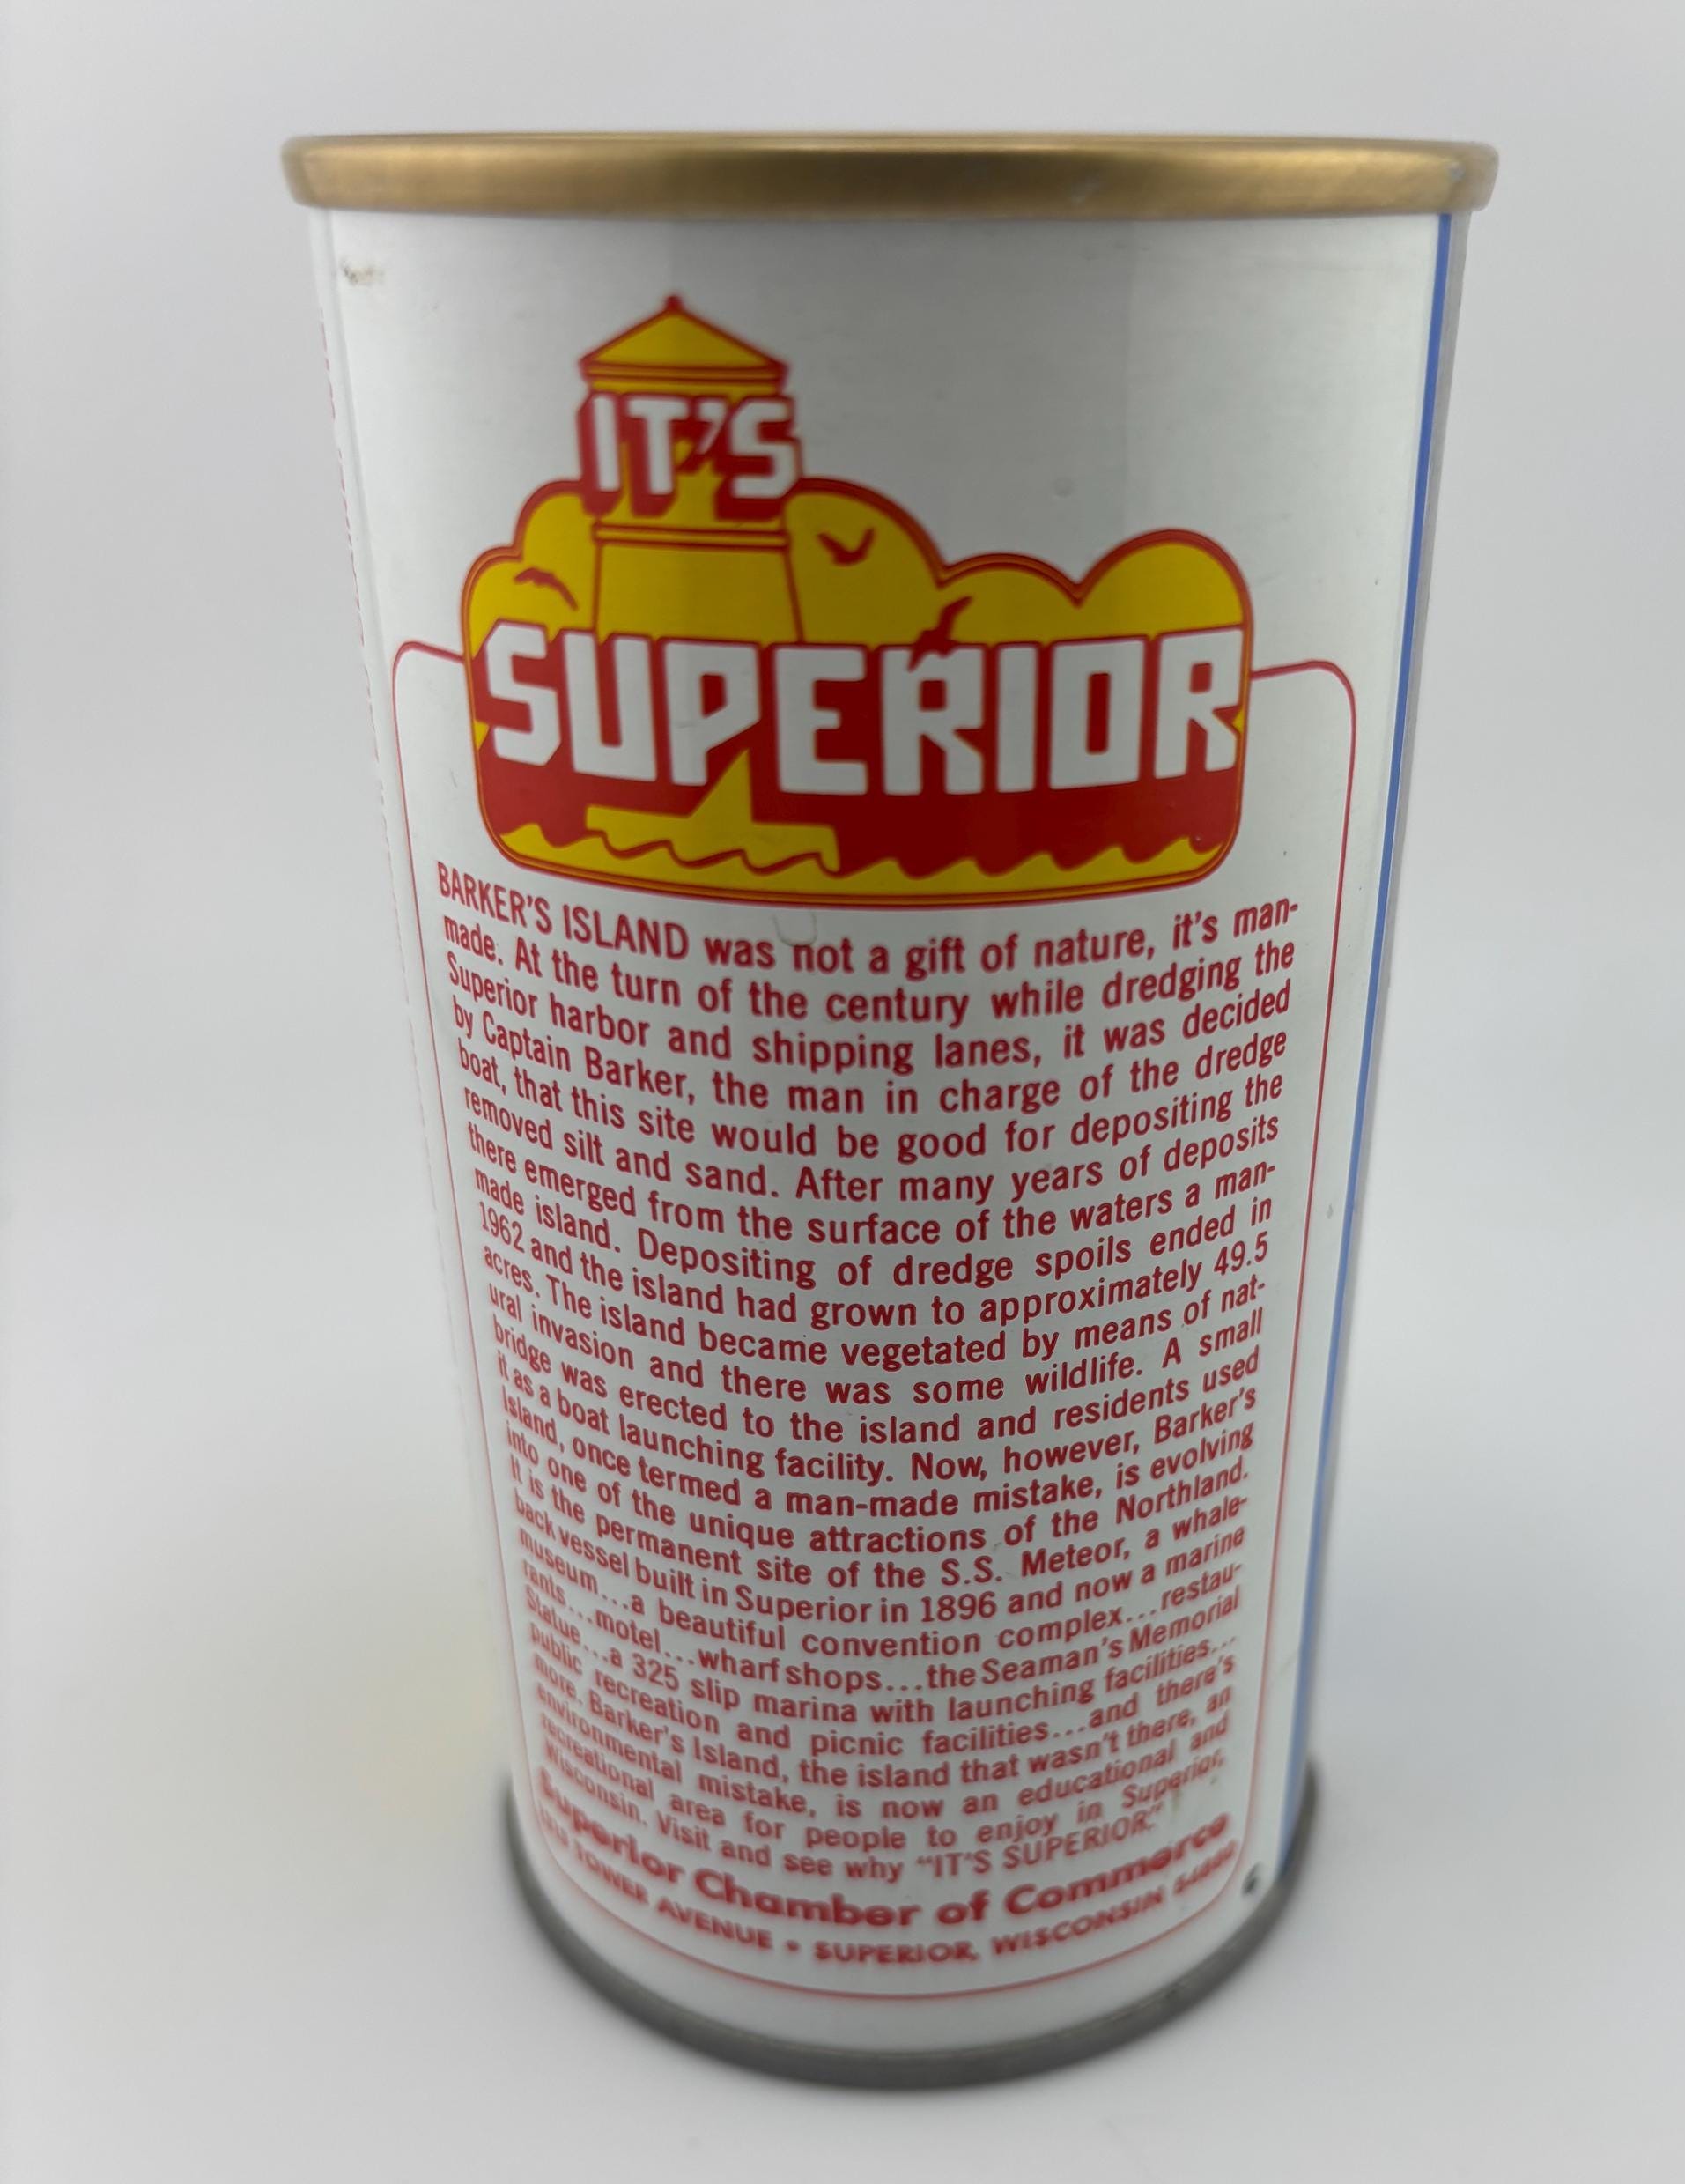 IT'S
SUPERIOR
BARKER'S ISLAND was not a gift of nature, it's man-
made. At the turn of the century while dredging the
Superior harbor and shipping lanes, it was decided
by Captain Barker, the man in charge of the dredge
boat, that this site would be good for depositing the
removed silt and sand. After many years of deposits
there emerged from the surface of the waters a man-
made island. Depositing of dredge spoils ended in
1962 and the island had grown to approximately 49.5
acres. The island became vegetated by means of nat-
ural invasion and there was some wildlife. A small
bridge was erected to the island and residents used
it as a boat launching facility. Now, however, Barker's
Island, once termed a man-made mistake, is evolving
into one of the unique attractions of the Northland.
It is the permanent site of the S.S. Meteor, a whale-
back vessel built in Superior in 1896 and now a marine
museum...a beautiful convention complex...restau-
rants...motel...wharf shops...the Seaman's Memorial
Statue...a 325 slip marina with launching facilities...
public recreation and picnic facilities...and there's
more. Barker's Island, the island that wasn't there, an
environmental mistake, is now an educational and
recreational area for people to enjoy in Superior,
Wisconsin. Visit and see why "IT'S SUPERIOR."
Superior Chamber of Commerce
TOWER AVENUE • SUPERIOR, WISCONSIN